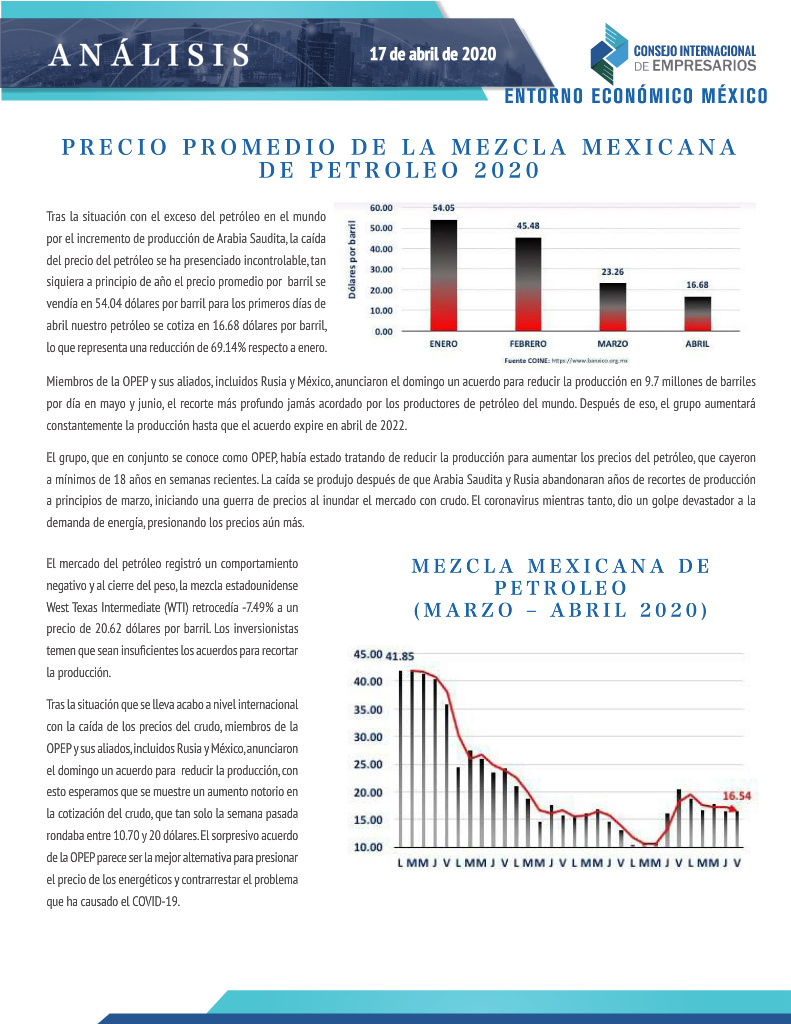 ANÁLISIS
17 de abril de 2020
CONSEJO INTERNACIONAL
DE EMPRESARIOS
ENTORNO ECONÓMICO MÉXICO
PRECIO PROMEDIO DE LA MEZCLA MEXICANA
DE PETROLEO 2020
Tras la situación con el exceso del petróleo en el mundo
por el incremento de producción de Arabia Saudita, la caída
del precio del petróleo se ha presenciado incontrolable, tan
siquiera a principio de año el precio promedio por barril se
vendía en 54.04 dólares por barril para los primeros días de
abril nuestro petróleo se cotiza en 16.68 dólares por barril,
lo que representa una reducción de 69.14% respecto a enero.
Dólares por barril
60.00
50.00
40.00
30.00
20.00
10.00
0.00
54.05
45.48
23.26
16.68
ENERO FEBRERO MARZO ABRIL
Fuente COINE: https://www.banxico.org.mx
Miembros de la OPEP y sus aliados, incluidos Rusia y México, anunciaron el domingo un acuerdo para reducir la producción en 9.7 millones de barriles
por día en mayo y junio, el recorte más profundo jamás acordado por los productores de petróleo del mundo. Después de eso, el grupo aumentará
constantemente la producción hasta que el acuerdo expire en abril de 2022.
El grupo, que en conjunto se conoce como OPEP, había estado tratando de reducir la producción para aumentar los precios del petróleo, que cayeron
a mínimos de 18 años en semanas recientes. La caída se produjo después de que Arabia Saudita y Rusia abandonaran años de recortes de producción
a principios de marzo, iniciando una guerra de precios al inundar el mercado con crudo. El coronavirus mientras tanto, dio un golpe devastador a la
demanda de energía, presionando los precios aún más.
El mercado del petróleo registró un comportamiento
negativo y al cierre del peso, la mezcla estadounidense
West Texas Intermediate (WTI) retrocedía -7.49% a un
precio de 20.62 dólares por barril. Los inversionistas
temen que sean insuficientes los acuerdos para recortar
la producción.
Tras la situación que se lleva acabo a nivel internacional
con la caída de los precios del crudo, miembros de la
OPEP y sus aliados, incluidos Rusia y México, anunciaron
el domingo un acuerdo para reducir la producción, con
esto esperamos que se muestre un aumento notorio en
la cotización del crudo, que tan solo la semana pasada
rondaba entre 10.70 y 20 dólares. El sorpresivo acuerdo
de la OPEP parece ser la mejor alternativa para presionar
el precio de los energéticos y contrarrestar el problema
que ha causado el COVID-19.
MEZCLA MEXICANA DE
PETROLEO
(MARZO – ABRIL 2020)
45.00 41.85
40.00
35.00
30.00
25.00
20.00
15.00
10.00
16.54
L M M J V L M M J V L M M J V L M M J V L M M J V L M M J V